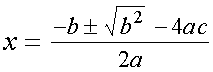 x = (-b ± √(b²) - 4ac) / (2a)